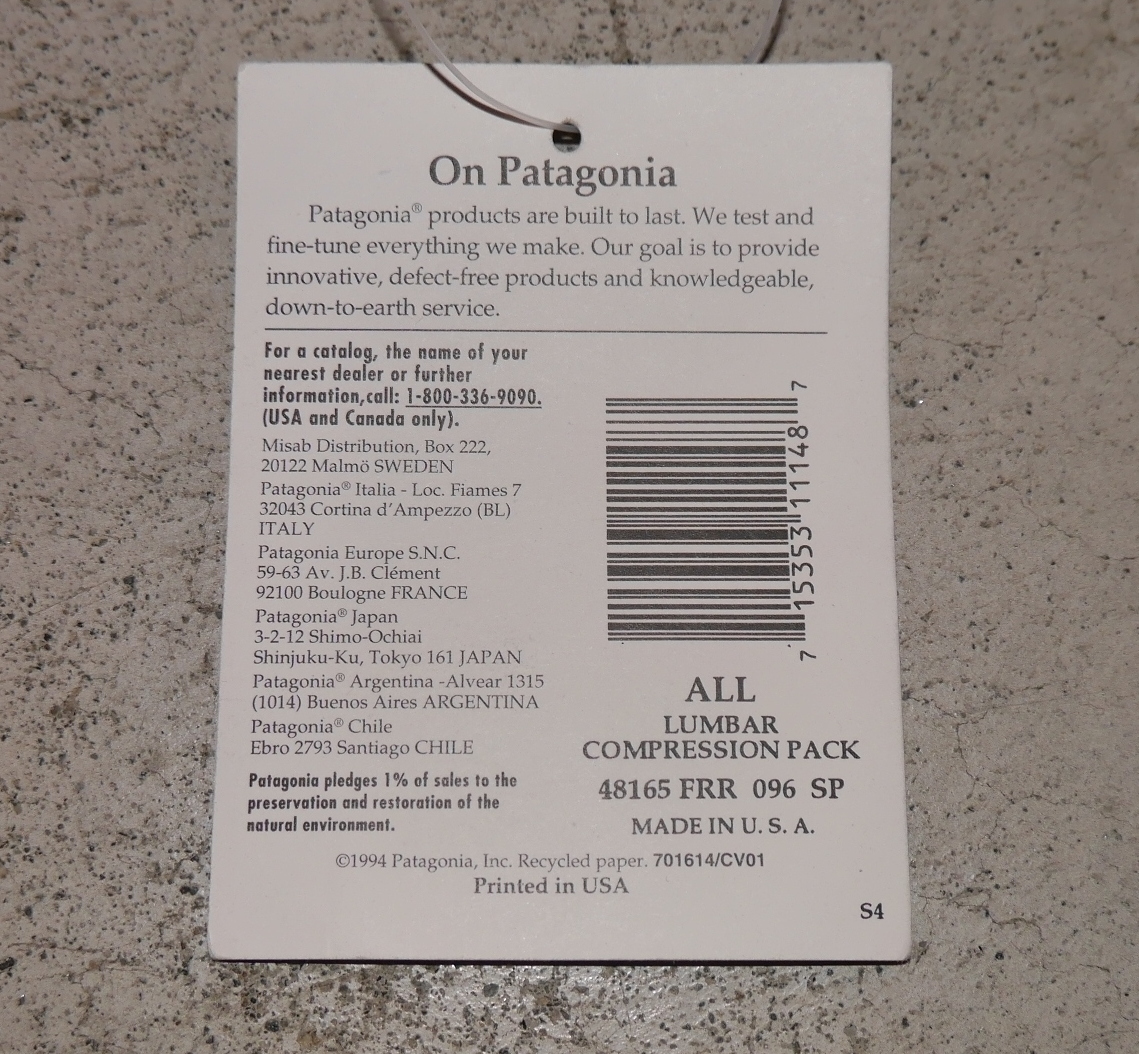 On Patagonia
Patagonia® products are built to last. We test and
fine-tune everything we make. Our goal is to provide
innovative, defect-free products and knowledgeable,
down-to-earth service.
For a catalog, the name of your
nearest dealer or further
information,call: 1-800-336-9090.
(USA and Canada only).
Misab Distribution, Box 222,
20122 Malmö SWEDEN
Patagonia® Italia - Loc. Fiames 7
32043 Cortina d'Ampezzo (BL)
ITALY
Patagonia Europe S.N.C.
59-63 Av. J.B. Clément
92100 Boulogne FRANCE
Patagonia® Japan
3-2-12 Shimo-Ochiai
Shinjuku-Ku, Tokyo 161 JAPAN
Patagonia® Argentina -Alvear 1315
(1014) Buenos Aires ARGENTINA
Patagonia® Chile
Ebro 2793 Santiago CHILE
Patagonia pledges 1% of sales to the
preservation and restoration of the
natural environment.
7 15353 11148 7
ALL
LUMBAR
COMPRESSION PACK
48165 FRR 096 SP
MADE IN U. S. A.
©1994 Patagonia, Inc. Recycled paper. 701614/CV01
Printed in USA
S4